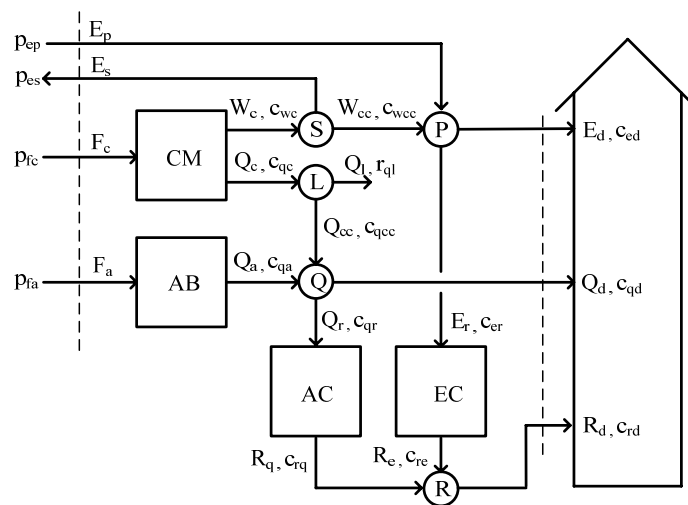 p_ep E_p
p_es E_s
W_c, c_wc S W_cc, c_wcc P E_d, c_ed
p_fc F_c CM
Q_c, c_qc L Q_l, r_ql
Q_cc, c_qcc
p_fa F_a AB Q_a, c_qa Q Q_d, c_qd
Q_r, c_qr E_r, c_er
AC EC
R_d, c_rd
R_q, c_rq R_e, c_re
R